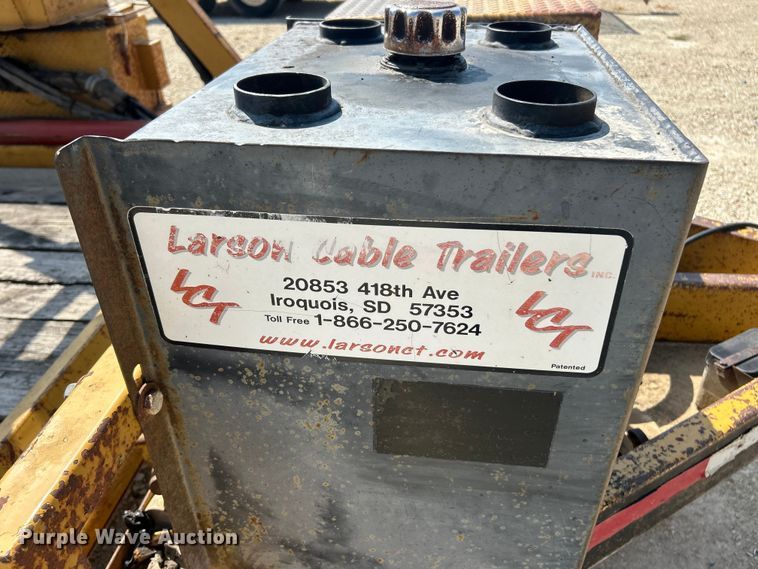 Larson Cable Trailers INC.
20853 418th Ave
Iroquois, SD 57353
Toll Free 1-866-250-7624
www.larsonct.com
LCT
LCT
Patented
Purple Wave Auction